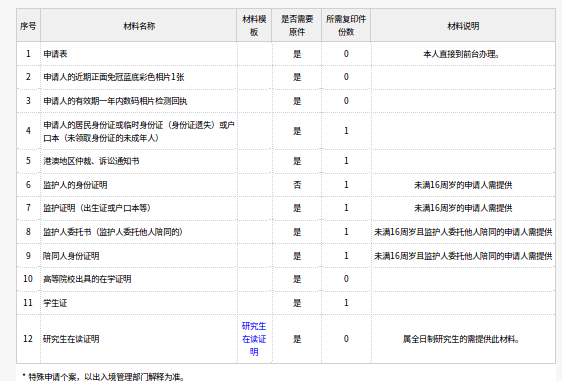 序号 材料名称 材料模板 是否需要原件 所需复印件份数 材料说明
1 申请表 是 0 本人直接到前台办理。
2 申请人的近期正面免冠蓝底彩色相片1张 是 0
3 申请人的有效期一年内数码相片检测回执 是 0
4 申请人的居民身份证或临时身份证（身份证遗失）或户口本（未领取身份证的未成年人） 是 1
5 港澳地区仲裁、诉讼通知书 是 1
6 监护人的身份证明 否 1 未满16周岁的申请人需提供
7 监护证明（出生证或户口本等） 是 1 未满16周岁的申请人需提供
8 监护人委托书（监护人委托他人陪同的） 是 1 未满16周岁且监护人委托他人陪同的申请人需提供
9 陪同人身份证明 是 1 未满16周岁且监护人委托他人陪同的申请人需提供
10 高等院校出具的在学证明 是 0
11 学生证 是 1
12 研究生在读证明 研究生在读证明 是 0 属全日制研究生的需提供此材料。
* 特殊申请个案，以出入境管理部门解释为准。